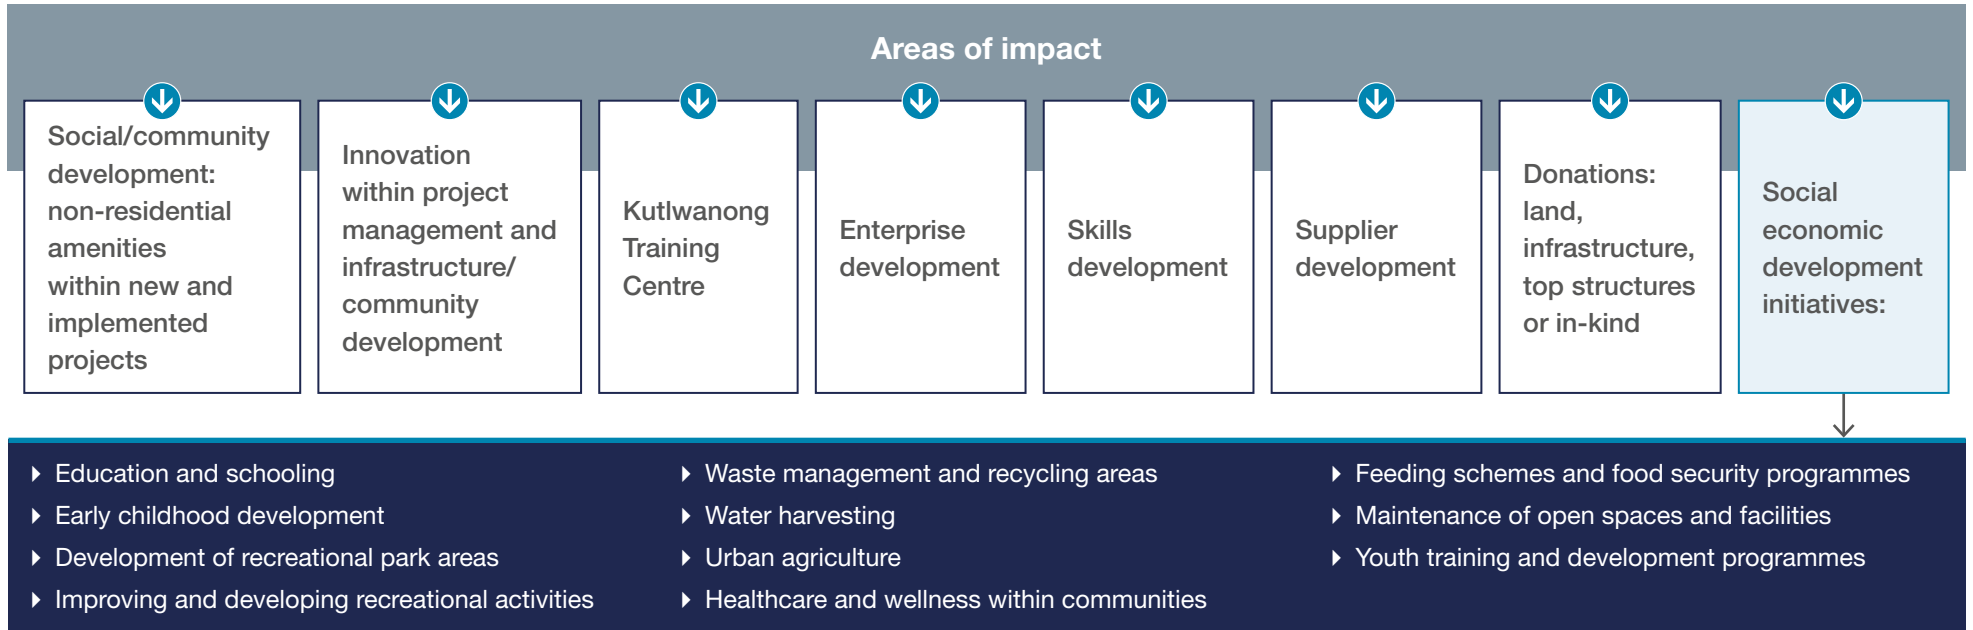 Areas of impact
Social/community
development:
non-residential
amenities
within new and
implemented
projects
Innovation
within project
management and
infrastructure/
community
development
Kutlwanong
Training
Centre
Enterprise
development
Skills
development
Supplier
development
Donations:
land,
infrastructure,
top structures
or in-kind
Social
economic
development
initiatives:
Education and schooling
Early childhood development
Development of recreational park areas
Improving and developing recreational activities
Waste management and recycling areas
Water harvesting
Urban agriculture
Healthcare and wellness within communities
Feeding schemes and food security programmes
Maintenance of open spaces and facilities
Youth training and development programmes